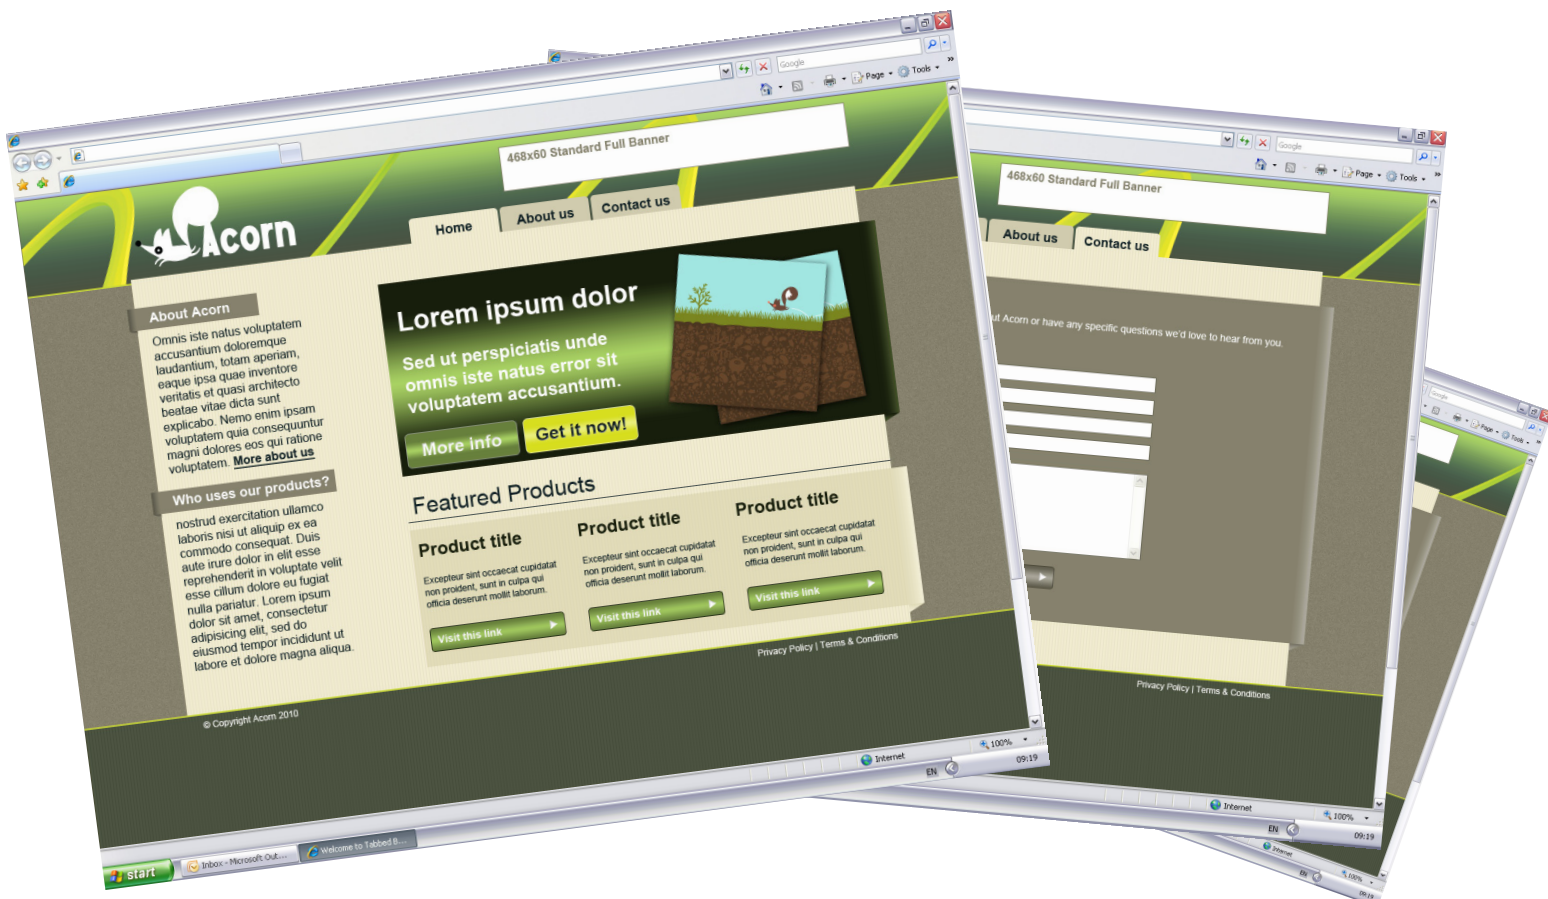 Google
Page
Tools
468x60 Standard Full Banner
Acorn
Home
About us
Contact us
About Acorn
Omnis iste natus voluptatem
accusantium doloremque
laudantium, totam aperiam,
eaque ipsa quae inventore
veritatis et quasi architecto
beatae vitae dicta sunt
explicabo. Nemo enim ipsam
voluptatem quia consequuntur
magni dolores eos qui ratione
voluptatem. More about us
Who uses our products?
nostrud exercitation ullamco
laboris nisi ut aliquip ex ea
commodo consequat. Duis
aute irure dolor in elit esse
reprehenderit in voluptate velit
esse cillum dolore eu fugiat
nulla pariatur. Lorem ipsum
dolor sit amet, consectetur
adipisicing elit, sed do
eiusmod tempor incididunt ut
labore et dolore magna aliqua.
Lorem ipsum dolor
Sed ut perspiciatis unde
omnis iste natus error sit
voluptatem accusantium.
More info
Get it now!
Featured Products
Product title
Excepteur sint occaecat cupidatat
non proident, sunt in culpa qui
officia deserunt mollit laborum.
Visit this link
Product title
Excepteur sint occaecat cupidatat
non proident, sunt in culpa qui
officia deserunt mollit laborum.
Visit this link
Product title
Excepteur sint occaecat cupidatat
non proident, sunt in culpa qui
officia deserunt mollit laborum.
Visit this link
Privacy Policy | Terms & Conditions
© Copyright Acorn 2010
Internet
100%
EN
09:19
start
Inbox - Microsoft Out...
Welcome to Tabbed B...
Google
Page
Tools
468x60 Standard Full Banner
About us
Contact us
ut Acorn or have any specific questions we'd love to hear from you.
Privacy Policy | Terms & Conditions
Internet
100%
EN
09:19
Google
Page
Tools
Internet
100%
EN
09:19